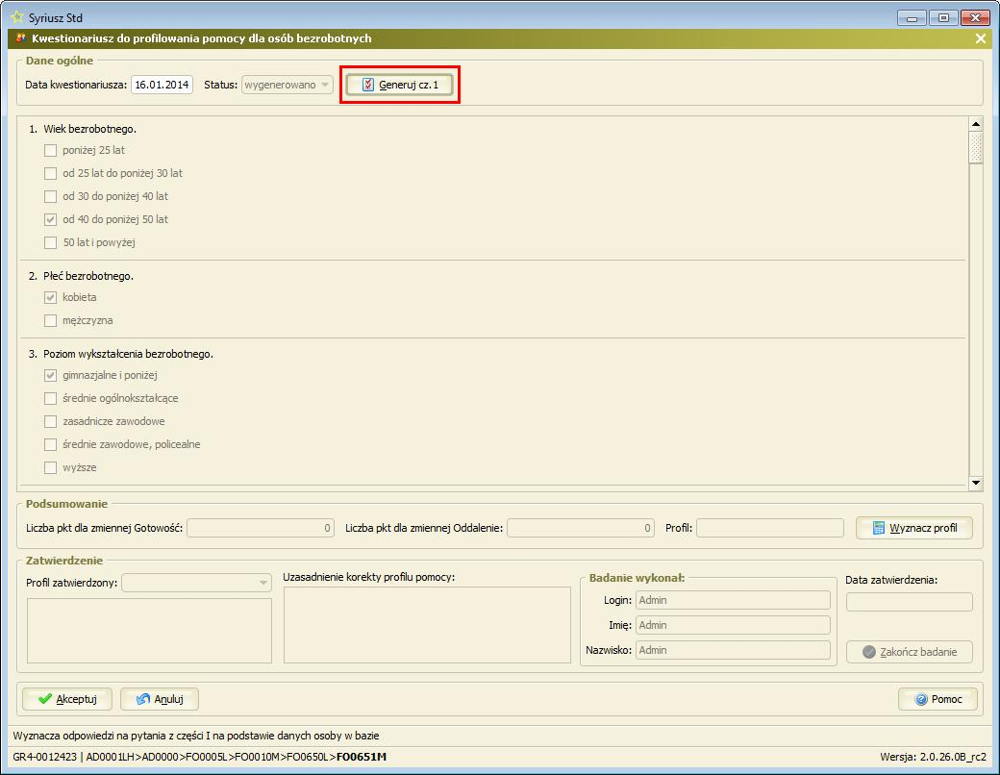 Syriusz Std
Kwestionariusz do profilowania pomocy dla osób bezrobotnych
Dane ogólne
Data kwestionariusza: 16.01.2014 Status: wygenerowano Generuj cz.1
1. Wiek bezrobotnego.
poniżej 25 lat
od 25 lat do poniżej 30 lat
od 30 do poniżej 40 lat
od 40 do poniżej 50 lat
50 lat i powyżej
2. Płeć bezrobotnego.
kobieta
mężczyzna
3. Poziom wykształcenia bezrobotnego.
gimnazjalne i poniżej
średnie ogólnokształcące
zasadnicze zawodowe
średnie zawodowe, policealne
wyższe
Podsumowanie
Liczba pkt dla zmiennej Gotowość: 0 Liczba pkt dla zmiennej Oddalenie: 0 Profil: Wyznacz profil
Zatwierdzenie
Profil zatwierdzony:
Uzasadnienie korekty profilu pomocy:
Badanie wykonał:
Login: Admin
Imię: Admin
Nazwisko: Admin
Data zatwierdzenia:
Zakończ badanie
Akceptuj Anuluj Pomoc
Wyznacza odpowiedzi na pytania z części I na podstawie danych osoby w bazie
GR4-0012423 | AD0001LH>AD0000>FO0005L>FO0010M>FO0650L>FO0651M Wersja: 2.0.26.0B_rc2